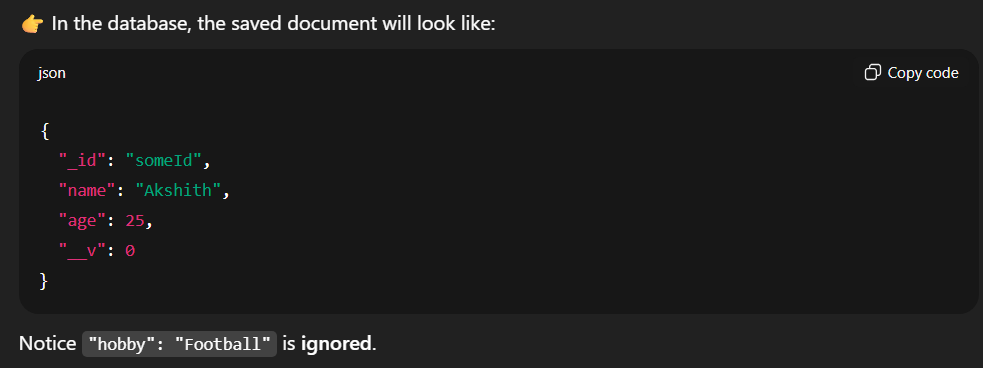 👉 In the database, the saved document will look like:
json
Copy code
{
"_id": "someId",
"name": "Akshith",
"age": 25,
"__v": 0
}
Notice "hobby": "Football" is ignored.